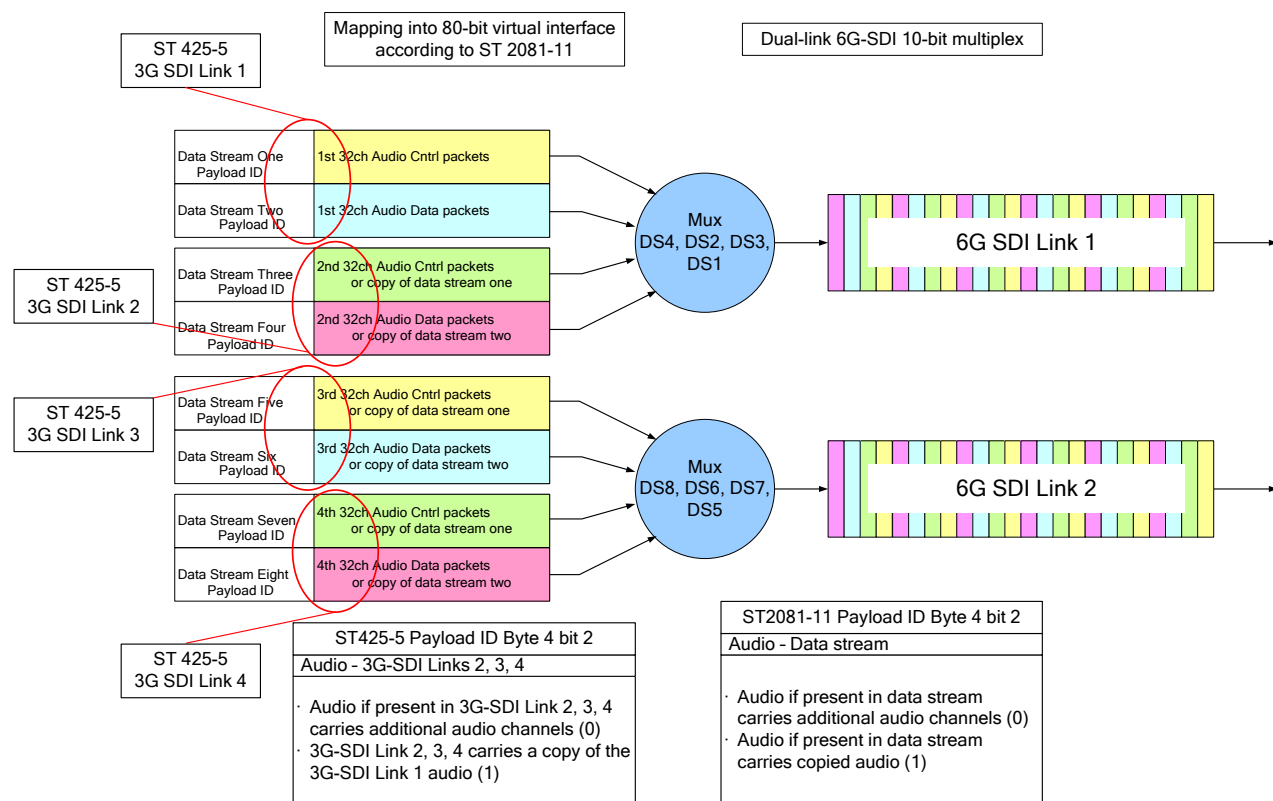 ST 425-5
3G SDI Link 1
Mapping into 80-bit virtual interface
according to ST 2081-11
Dual-link 6G-SDI 10-bit multiplex
Data Stream One
Payload ID
1st 32ch Audio Cntrl packets
Data Stream Two
Payload ID
1st 32ch Audio Data packets
ST 425-5
3G SDI Link 2
Data Stream Three
Payload ID
2nd 32ch Audio Cntrl packets
or copy of data stream one
Data Stream Four
Payload ID
2nd 32ch Audio Data packets
or copy of data stream two
Mux
DS4, DS2, DS3,
DS1
6G SDI Link 1
ST 425-5
3G SDI Link 3
Data Stream Five
Payload ID
3rd 32ch Audio Cntrl packets
or copy of data stream one
Data Stream Six
Payload ID
3rd 32ch Audio Data packets
or copy of data stream two
Data Stream Seven
Payload ID
4th 32ch Audio Cntrl packets
or copy of data stream one
Data Stream Eight
Payload ID
4th 32ch Audio Data packets
or copy of data stream two
Mux
DS8, DS6, DS7,
DS5
6G SDI Link 2
ST 425-5
3G SDI Link 4
ST425-5 Payload ID Byte 4 bit 2
Audio - 3G-SDI Links 2, 3, 4
· Audio if present in 3G-SDI Link 2, 3, 4
carries additional audio channels (0)
· 3G-SDI Link 2, 3, 4 carries a copy of the
3G-SDI Link 1 audio (1)
ST2081-11 Payload ID Byte 4 bit 2
Audio - Data stream
· Audio if present in data stream
carries additional audio channels (0)
· Audio if present in data stream
carries copied audio (1)